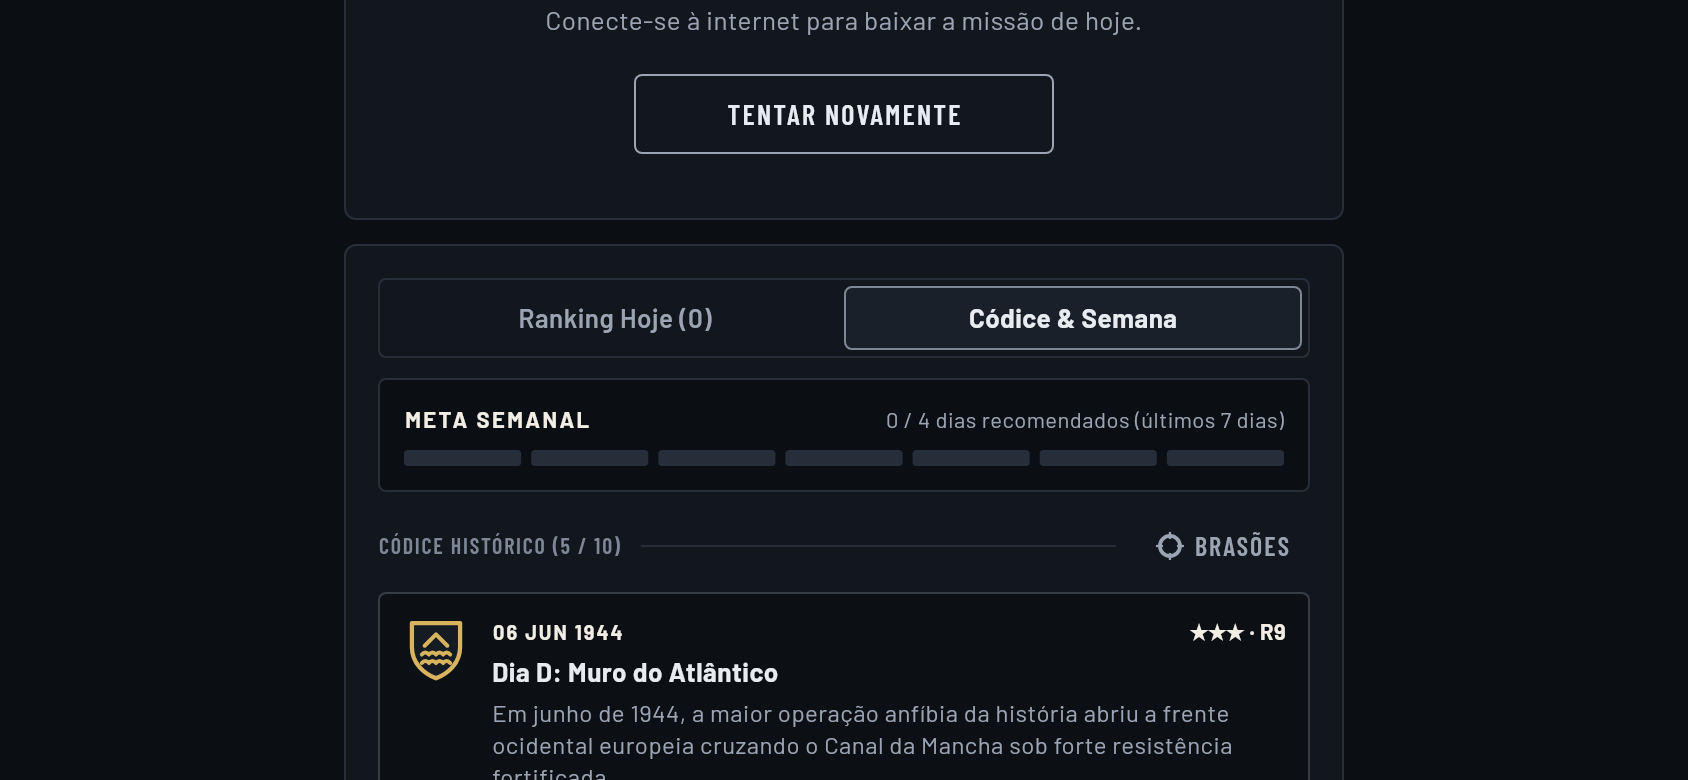 Conecte-se à internet para baixar a missão de hoje.
TENTAR NOVAMENTE
Ranking Hoje (0)
Códice & Semana
META SEMANAL
0 / 4 dias recomendados (últimos 7 dias)
CÓDICE HISTÓRICO (5 / 10)
BRASÕES
06 JUN 1944
★★★ · R9
Dia D: Muro do Atlântico
Em junho de 1944, a maior operação anfíbia da história abriu a frente
ocidental europeia cruzando o Canal da Mancha sob forte resistência
fortificada.